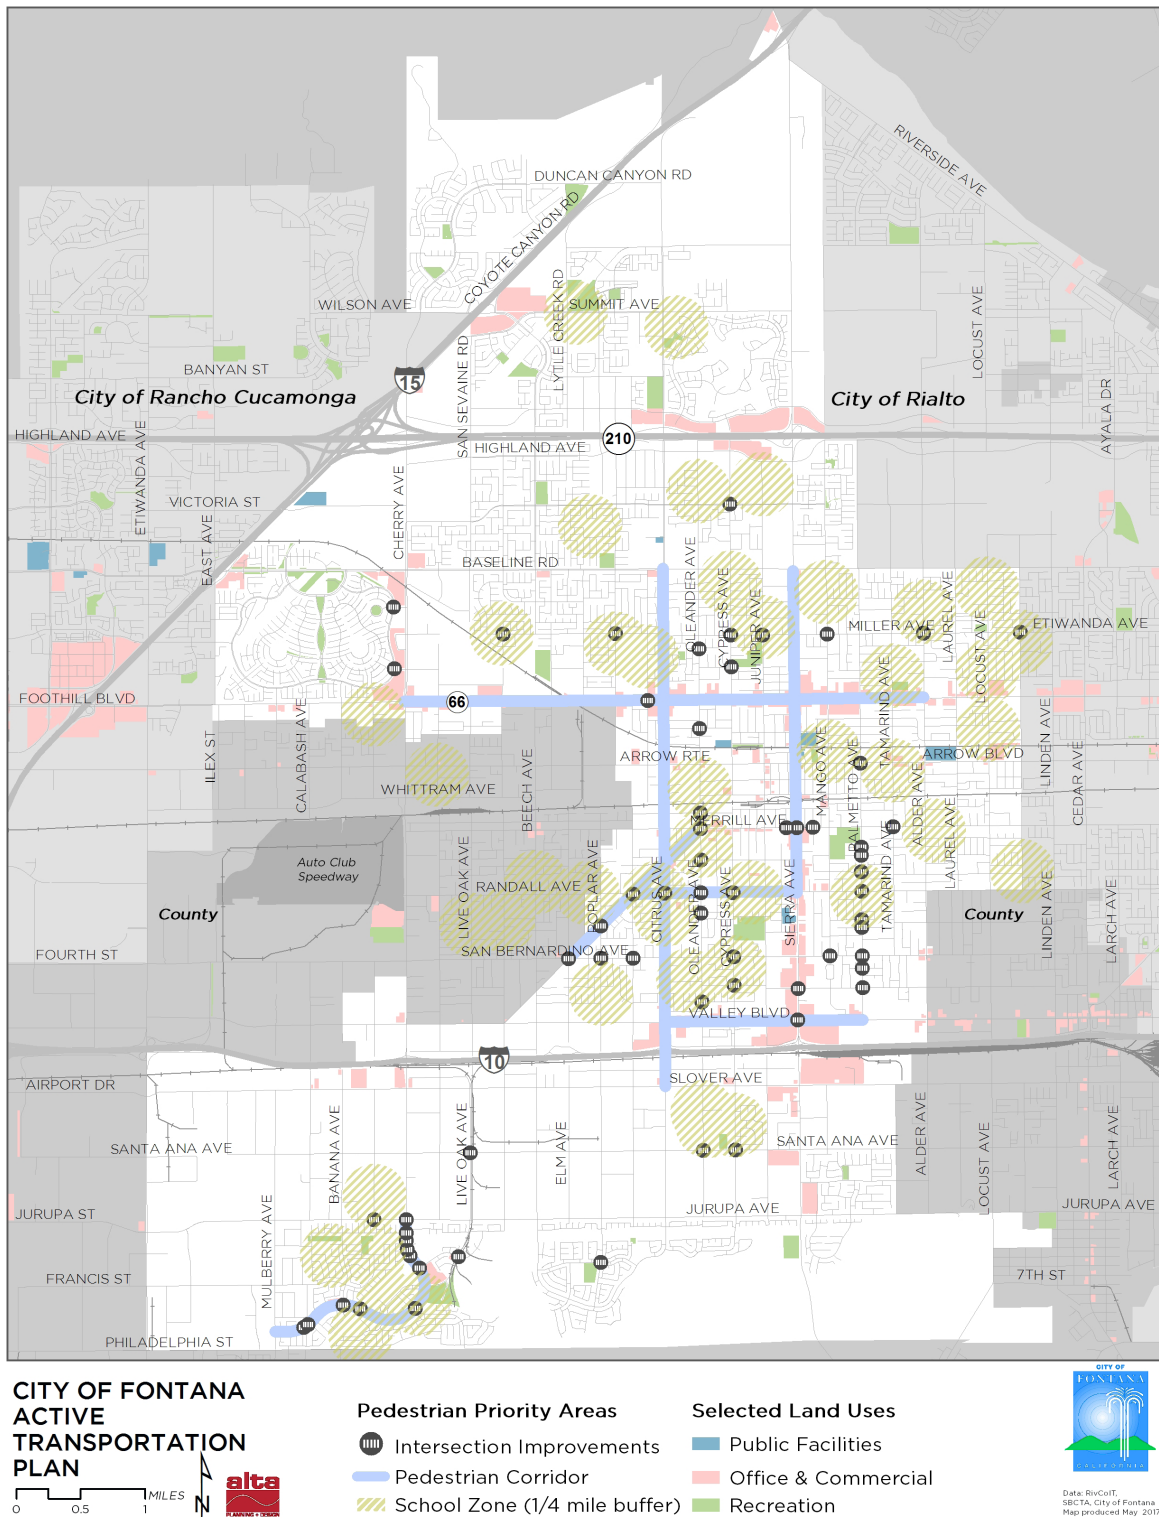 RIVERSIDE AVE
DUNCAN CANYON RD
COYOTE CANYON RD
WILSON AVE
LYTLE CREEK RD
SUMMIT AVE
LOCUST AVE
SAN SEVAINE RD
BANYAN ST
15
City of Rancho Cucamonga
City of Rialto
AYALA DR
HIGHLAND AVE
ETIWANDA AVE
210
HIGHLAND AVE
VICTORIA ST
CHERRY AVE
EAST AVE
BASELINE RD
OLEANDER AVE
CYPRESS AVE
JUNIPER AVE
MILLER AVE
LAUREL AVE
LOCUST AVE
ETIWANDA AVE
FOOTHILL BLVD
66
TAMARIND AVE
ILEX ST
CALABASH AVE
BEECH AVE
ARROW RTE
MANGO AVE
PALMETTO AVE
ARROW BLVD
LINDEN AVE
CEDAR AVE
WHITTRAM AVE
ALDER AVE
MERRILL AVE
LIVE OAK AVE
POPLAR AVE
Auto Club
Speedway
RANDALL AVE
CITRUS AVE
OLEANDER AVE
CYPRESS AVE
SIERRA AVE
TAMARIND AVE
LAUREL AVE
LINDEN AVE
LARCH AVE
County
County
FOURTH ST
SAN BERNARDINO AVE
VALLEY BLVD
10
AIRPORT DR
SLOVER AVE
BANANA AVE
LIVE OAK AVE
ELM AVE
SANTA ANA AVE
SANTA ANA AVE
ALDER AVE
LOCUST AVE
LARCH AVE
JURUPA ST
MULBERRY AVE
JURUPA AVE
JURUPA AVE
FRANCIS ST
7TH ST
PHILADELPHIA ST
CITY OF FONTANA
ACTIVE
TRANSPORTATION
PLAN
0 0.5 1 MILES
N
alta
PLANNING + DESIGN
Pedestrian Priority Areas
Intersection Improvements
Pedestrian Corridor
School Zone (1/4 mile buffer)
Selected Land Uses
Public Facilities
Office & Commercial
Recreation
CITY OF
FONTANA
CALIFORNIA
Data: RivCoIT,
SBCTA, City of Fontana
Map produced May 2017